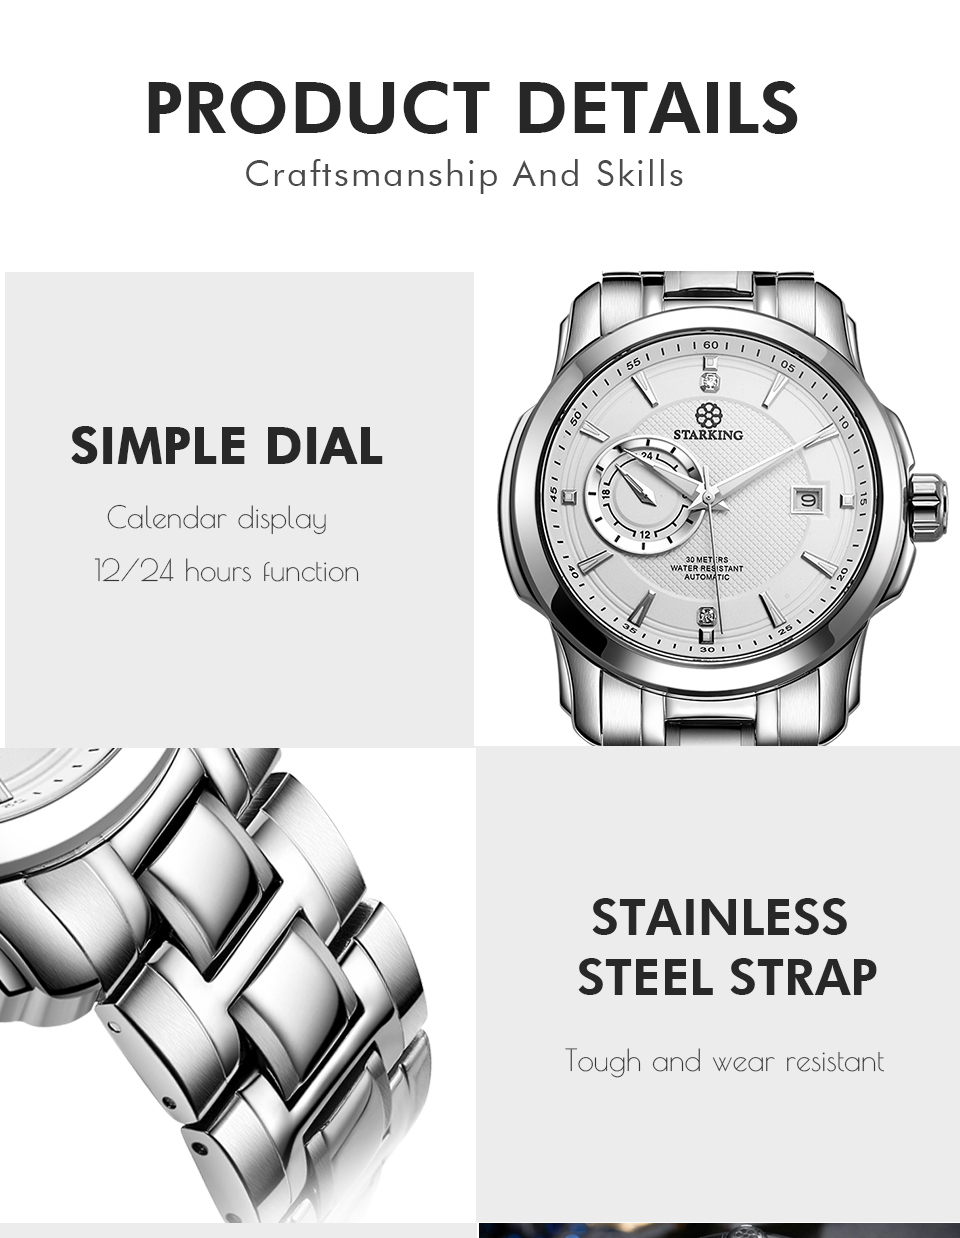 PRODUCT DETAILS
Craftsmanship And Skills
SIMPLE DIAL
Calendar display
12/24 hours function
60
55
05
50
10
STARKING
24
45
18
9
15
12
30 METERS
WATER RESISTANT
AUTOMATIC
40
20
35
25
30
STAINLESS
STEEL STRAP
Tough and wear resistant